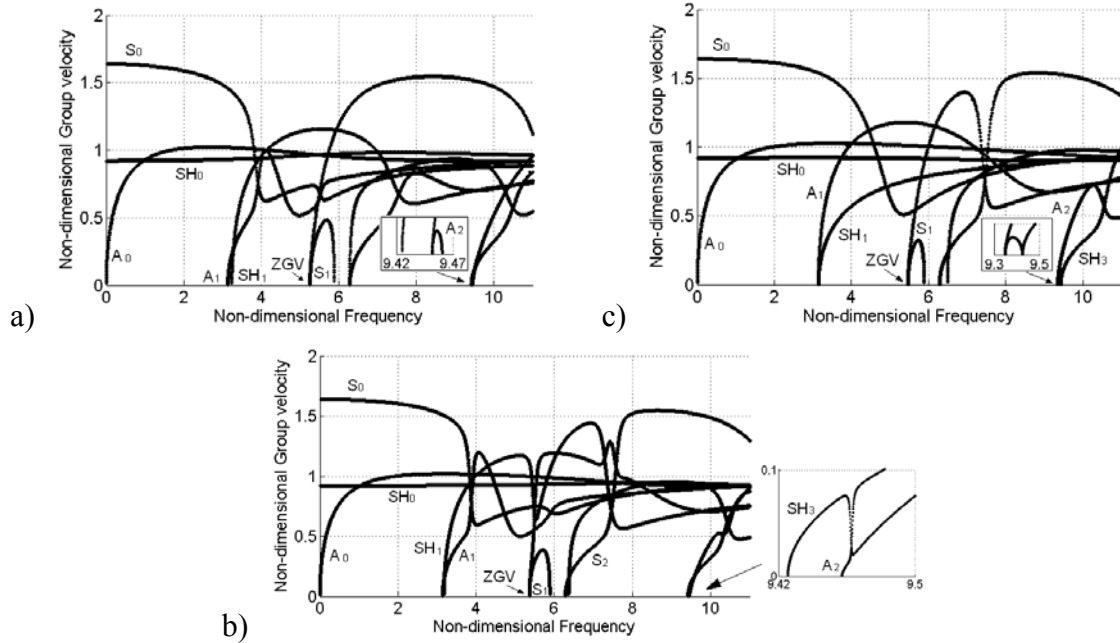 2
S0
1.5
1
SH0
0.5
A2
9.42 9.47
A0
A1 SH1
ZGV
S1
0
0 2 4 6 8 10
Non-dimensional Group velocity
Non-dimensional Frequency
a)
2
S0
1.5
1
SH0
A1
0.5
A2
S1
9.3 9.5
A0
SH1
ZGV
SH3
0
0 2 4 6 8 10
Non-dimensional Group velocity
Non-dimensional Frequency
c)
2
S0
1.5
1
SH0
0.5
A0
SH1
A1
S2
ZGV
S1
0
0 2 4 6 8 10
Non-dimensional Group velocity
Non-dimensional Frequency
0.1
SH3
A2
0
9.42 9.5
b)